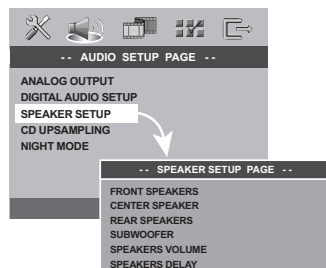 -- AUDIO SETUP PAGE --
ANALOG OUTPUT
DIGITAL AUDIO SETUP
SPEAKER SETUP
CD UPSAMPLING
NIGHT MODE
-- SPEAKER SETUP PAGE --
FRONT SPEAKERS
CENTER SPEAKER
REAR SPEAKERS
SUBWOOFER
SPEAKERS VOLUME
SPEAKERS DELAY